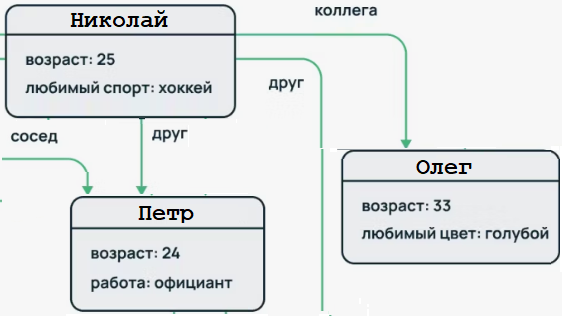 Николай
возраст: 25
любимый спорт: хоккей
коллега
друг
сосед
друг
Петр
возраст: 24
работа: официант
Олег
возраст: 33
любимый цвет: голубой